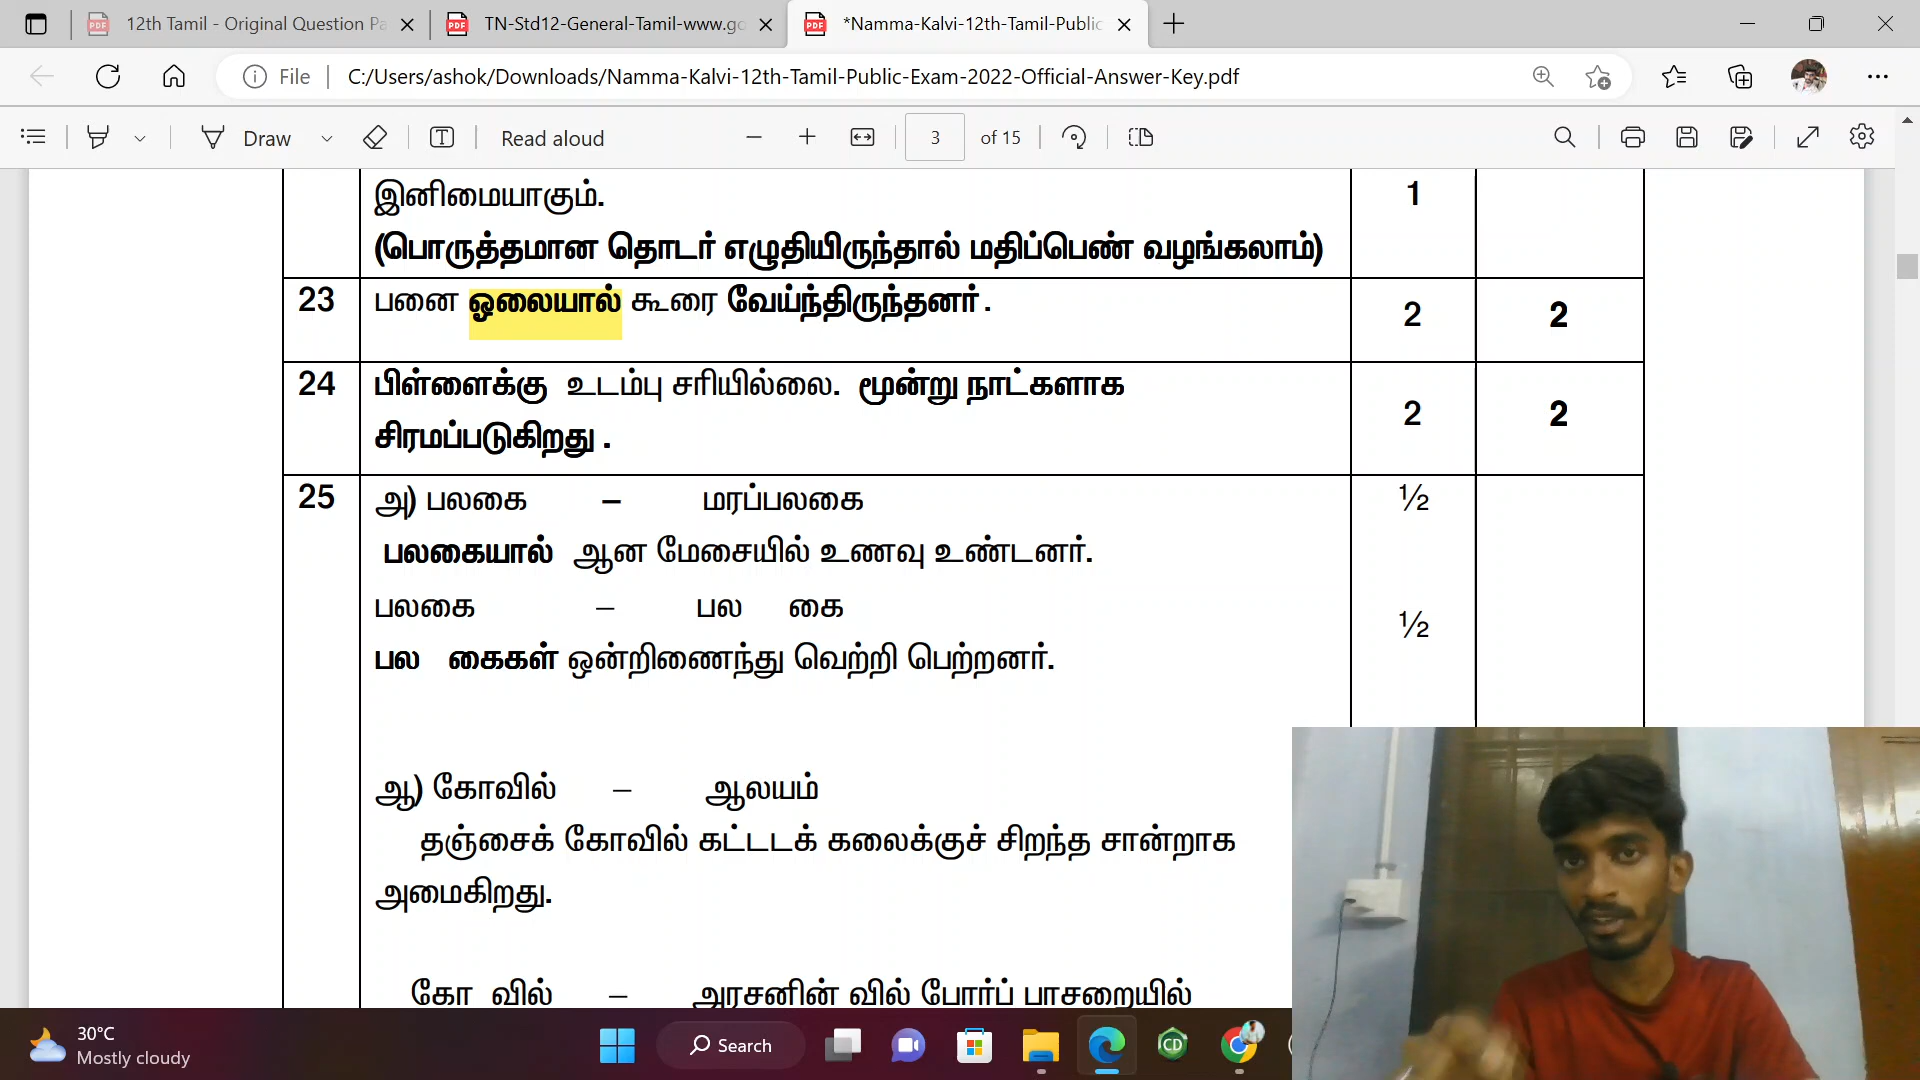 12th Tamil - Original Question Pa
TN-Std12-General-Tamil-www.go
*Namma-Kalvi-12th-Tamil-Public
File
C:/Users/ashok/Downloads/Namma-Kalvi-12th-Tamil-Public-Exam-2022-Official-Answer-Key.pdf
Draw
Read aloud
3 of 15
இனிமையாகும். 1
(பொருத்தமான தொடர் எழுதியிருந்தால் மதிப்பெண் வழங்கலாம்)
23 பனை ஓலையால் கூரை வேய்ந்திருந்தனர் . 2 2
24 பிள்ளைக்கு உடம்பு சரியில்லை. மூன்று நாட்களாக
சிரமப்படுகிறது . 2 2
25 அ) பலகை – மரப்பலகை ½
பலகையால் ஆன மேசையில் உணவு உண்டனர்.
பலகை – பல கை ½
பல கைகள் ஒன்றிணைந்து வெற்றி பெற்றனர்.
ஆ) கோவில் – ஆலயம்
தஞ்சைக் கோவில் கட்டடக் கலைக்குச் சிறந்த சான்றாக
அமைகிறது.
கோ வில் – அரசனின் வில் போர்ப் பாசறையில்
30°C
Mostly cloudy
Search
CD